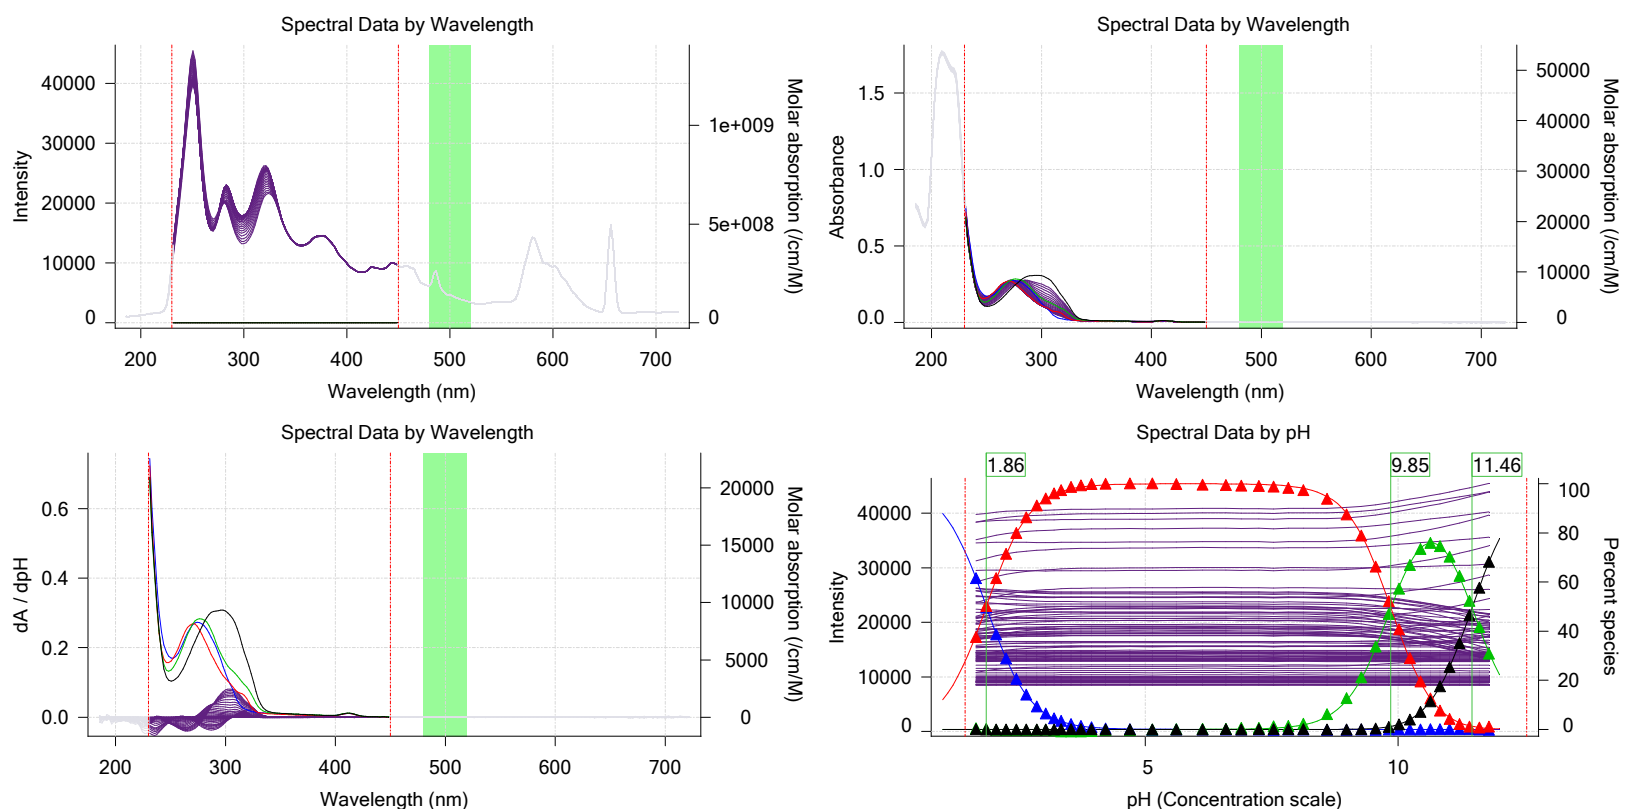 Spectral Data by Wavelength
Intensity
40000
30000
20000
10000
0
1e+009
5e+008
0
Molar absorption (/cm/M)
200 300 400 500 600 700
Wavelength (nm)
Spectral Data by Wavelength
Absorbance
1.5
1.0
0.5
0.0
50000
40000
30000
20000
10000
0
Molar absorption (/cm/M)
200 300 400 500 600 700
Wavelength (nm)
Spectral Data by Wavelength
dA / dpH
0.6
0.4
0.2
0.0
20000
15000
10000
5000
0
Molar absorption (/cm/M)
200 300 400 500 600 700
Wavelength (nm)
Spectral Data by pH
1.86 9.85 11.46
Intensity
40000
30000
20000
10000
0
100
80
60
40
20
0
Percent species
5 10
pH (Concentration scale)